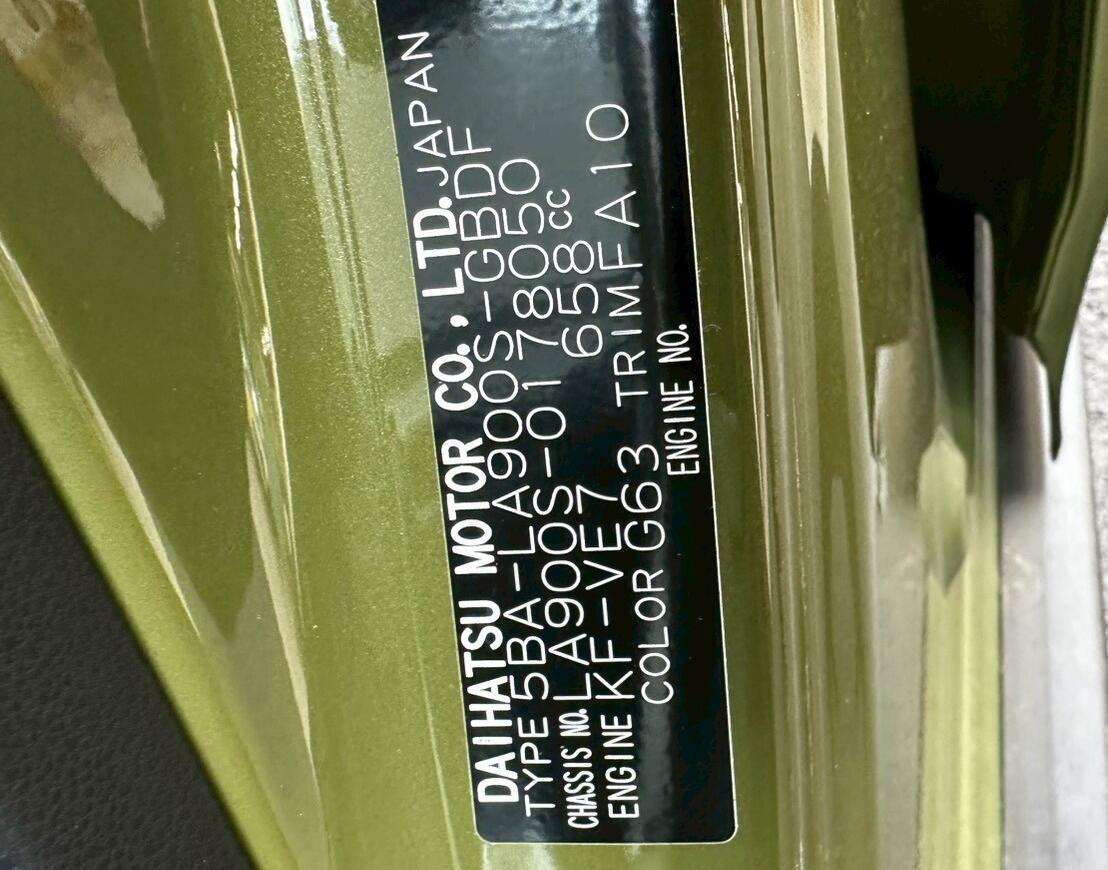 DAIHATSU MOTOR CO., LTD. JAPAN
TYPE 5BA-LA900S-GBDF
CHASSIS NO. LA900S-0178050
ENGINE KF-VE7 658cc
COLOR G63 TRIM FA10
ENGINE NO.